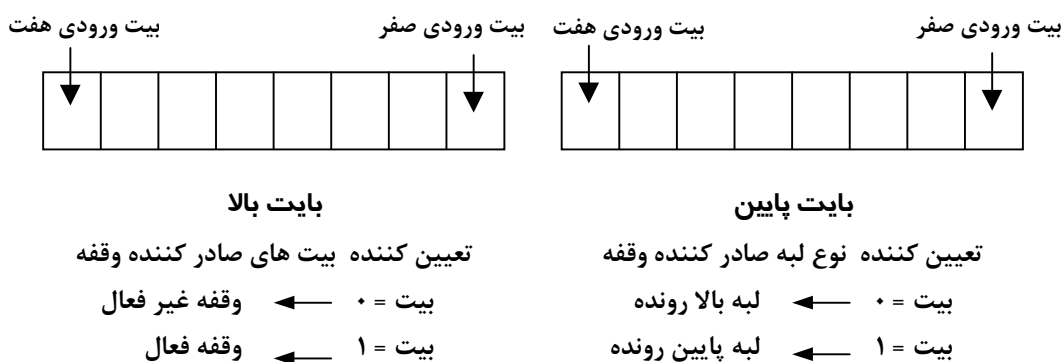 بیت ورودی صفر
بیت ورودی هفت
بیت ورودی صفر
بیت ورودی هفت
بایت پایین
بایت بالا
تعیین کننده نوع لبه صادر کننده وقفه
تعیین کننده بیت های صادر کننده وقفه
بیت = ۰ لبه بالا رونده
بیت = ۰ وقفه غیر فعال
بیت = ۱ لبه پایین رونده
بیت = ۱ وقفه فعال